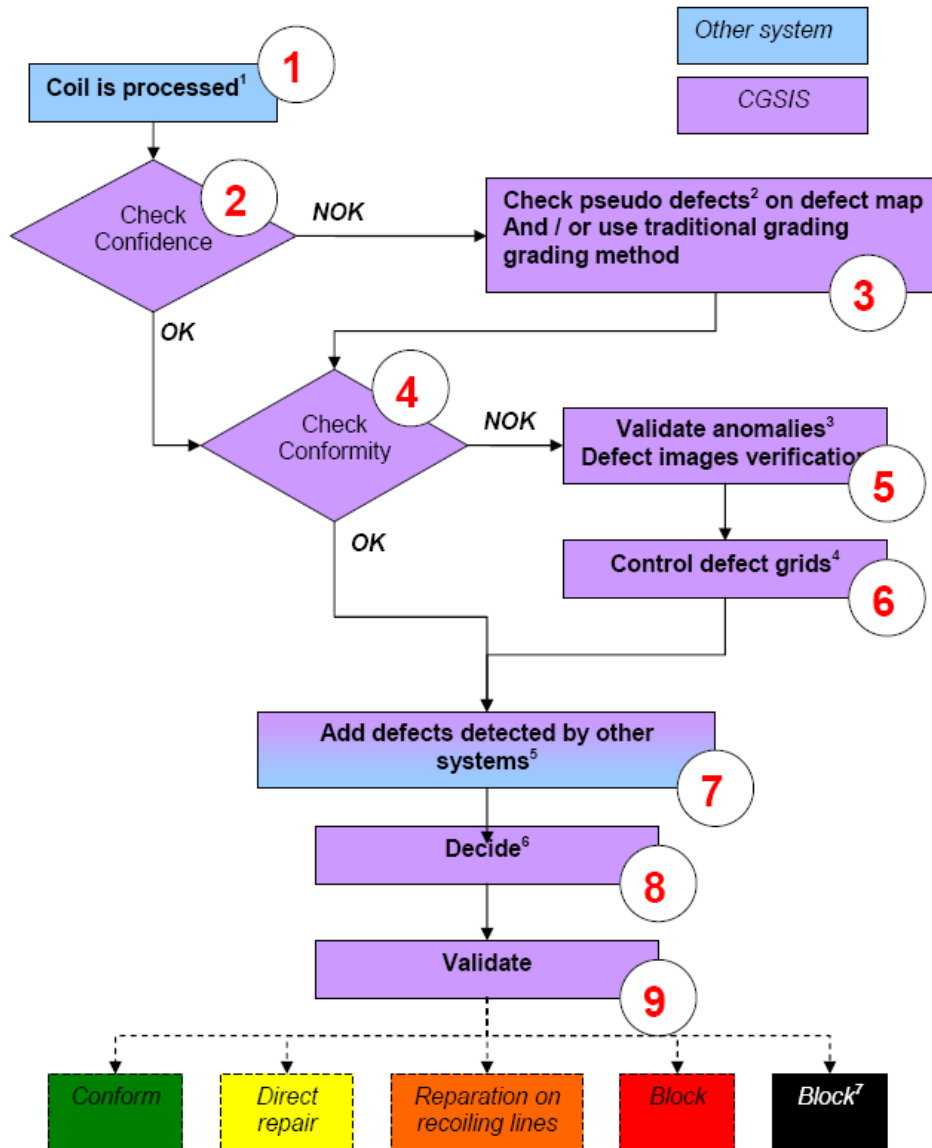 Other system
CGSIS
Coil is processed¹
1
Check
Confidence
2
NOK
OK
Check pseudo defects² on defect map
And / or use traditional grading
grading method
3
Check
Conformity
4
NOK
OK
Validate anomalies³
Defect images verification
5
Control defect grids⁴
6
Add defects detected by other
systems⁵
7
Decide⁶
8
Validate
9
Conform
Direct
repair
Reparation on
recoiling lines
Block
Block⁷